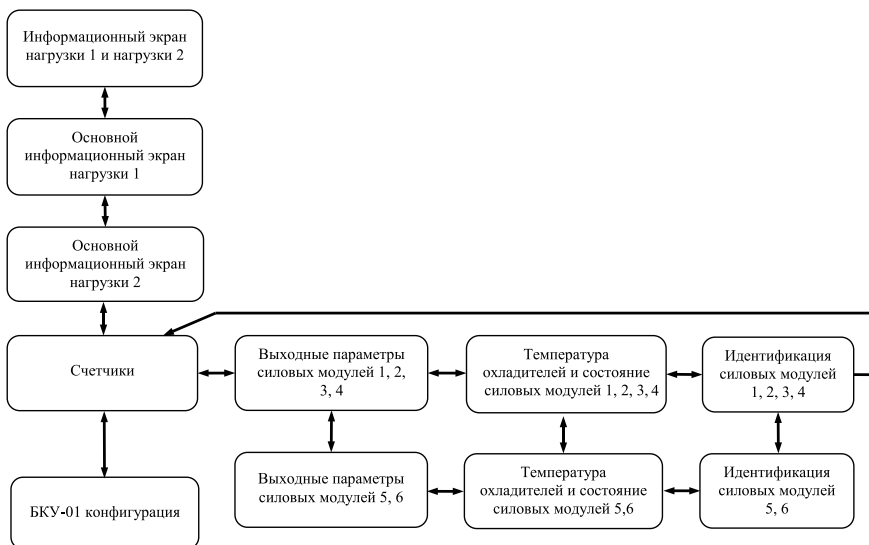 Информационный экран
нагрузки 1 и нагрузки 2
Основной
информационный экран
нагрузки 1
Основной
информационный экран
нагрузки 2
Счетчики
Выходные параметры
силовых модулей 1, 2,
3, 4
Температура
охладителей и состояние
силовых модулей 1, 2, 3, 4
Идентификация
силовых модулей
1, 2, 3, 4
БКУ-01 конфигурация
Выходные параметры
силовых модулей 5, 6
Температура
охладителей и состояние
силовых модулей 5,6
Идентификация
силовых модулей
5, 6